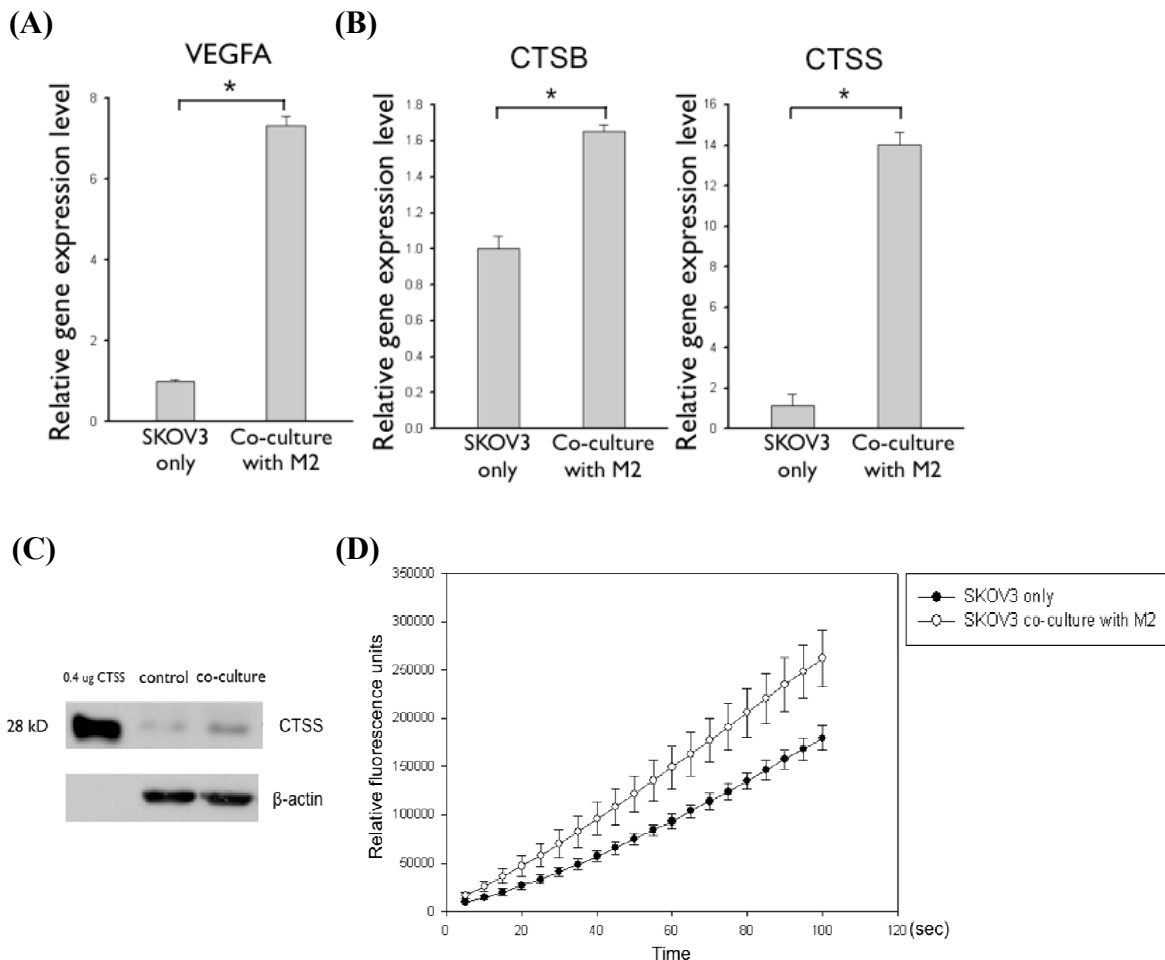 (A)
VEGFA
*
Relative gene expression level
8
6
4
2
0
SKOV3 only
Co-culture with M2
(B)
CTSB
*
Relative gene expression level
1.8
1.6
1.4
1.2
1.0
0.8
0.6
0.4
0.2
0.0
SKOV3 only
Co-culture with M2
CTSS
*
Relative gene expression level
16
14
12
10
8
6
4
2
0
SKOV3 only
Co-culture with M2
(C)
0.4 ug CTSS control co-culture
28 kD CTSS
β-actin
(D)
Relative fluorescence units
350000
300000
250000
200000
150000
100000
50000
0
0 20 40 60 80 100 120 (sec)
Time
SKOV3 only
SKOV3 co-culture with M2